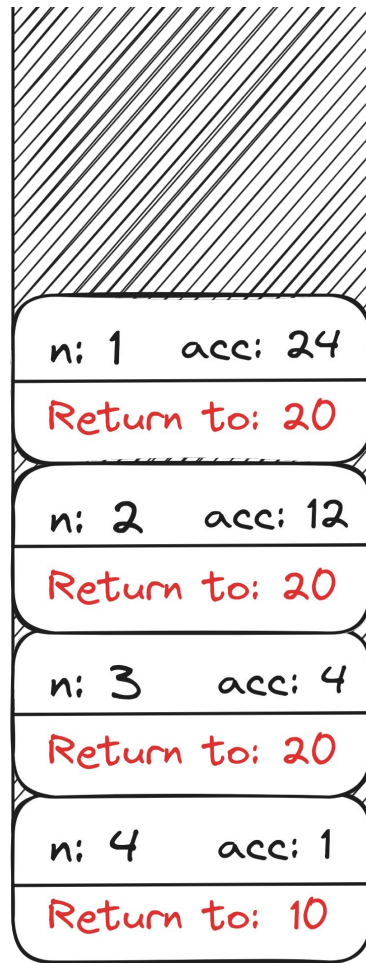 n: 1 acc: 24
Return to: 20
n: 2 acc: 12
Return to: 20
n: 3 acc: 4
Return to: 20
n: 4 acc: 1
Return to: 10